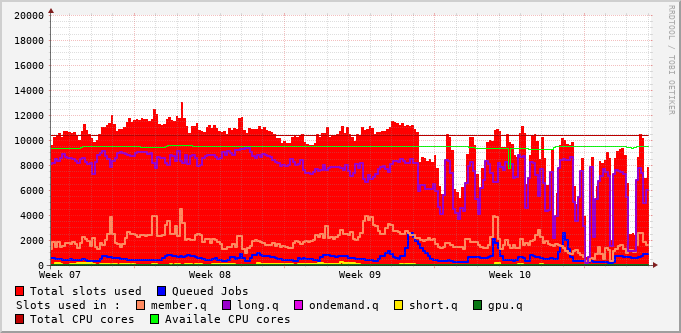 20000
18000
16000
14000
12000
10000
8000
6000
4000
2000
0
Week 07 Week 08 Week 09 Week 10
RRDTOOL / TOBI OETIKER
Total slots used Queued Jobs
Slots used in : member.q long.q ondemand.q short.q gpu.q
Total CPU cores Availale CPU cores